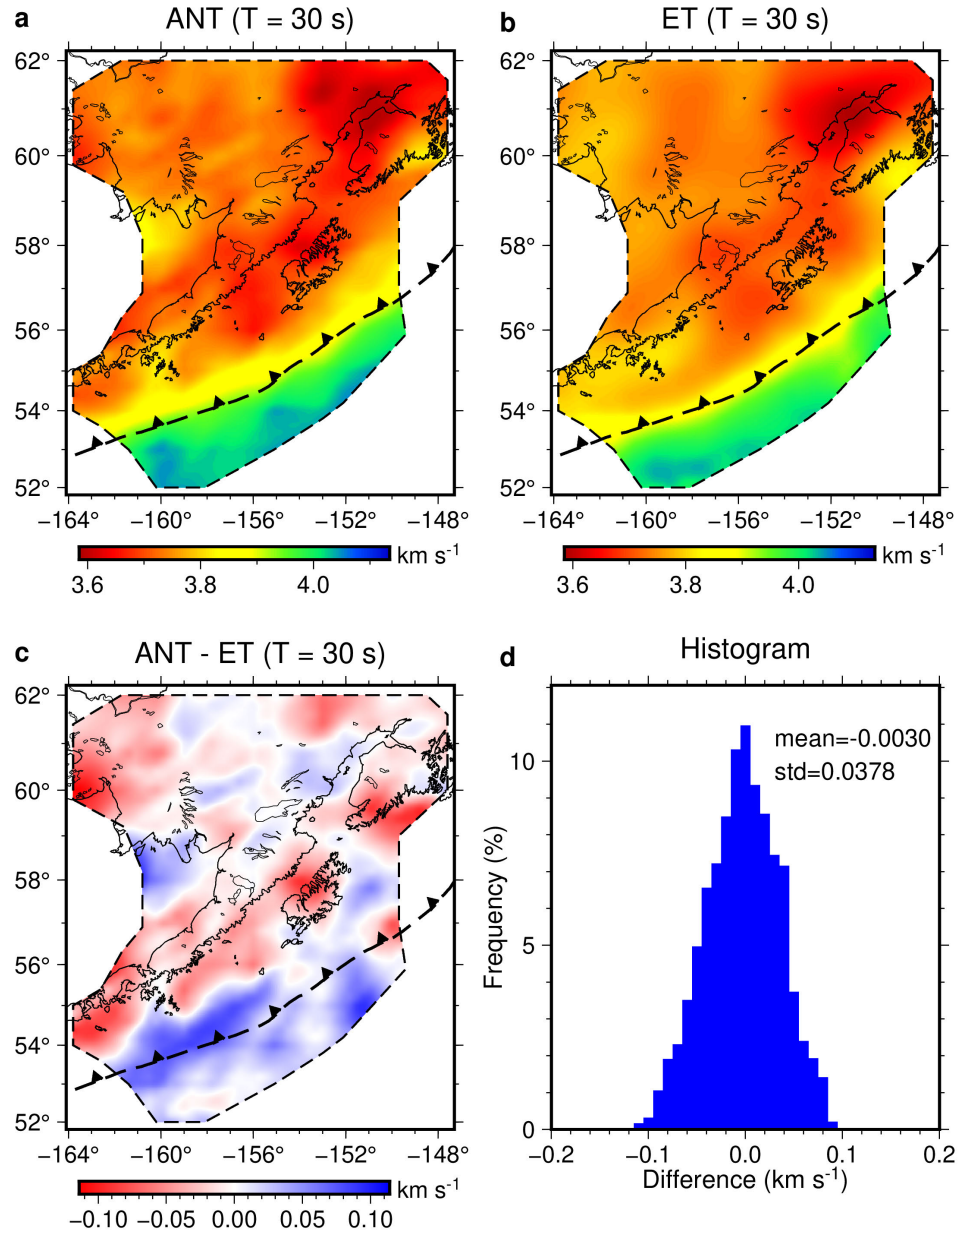 a ANT (T = 30 s)
62°
60°
58°
56°
54°
52°
−164° −160° −156° −152° −148°
3.6 3.8 4.0 km s-1
b ET (T = 30 s)
62°
60°
58°
56°
54°
52°
−164° −160° −156° −152° −148°
3.6 3.8 4.0 km s-1
c ANT - ET (T = 30 s)
62°
60°
58°
56°
54°
52°
−164° −160° −156° −152° −148°
−0.10 −0.05 0.00 0.05 0.10 km s-1
d Histogram
mean=-0.0030
std=0.0378
Frequency (%)
10
5
0
−0.2 −0.1 0.0 0.1 0.2
Difference (km s-1)